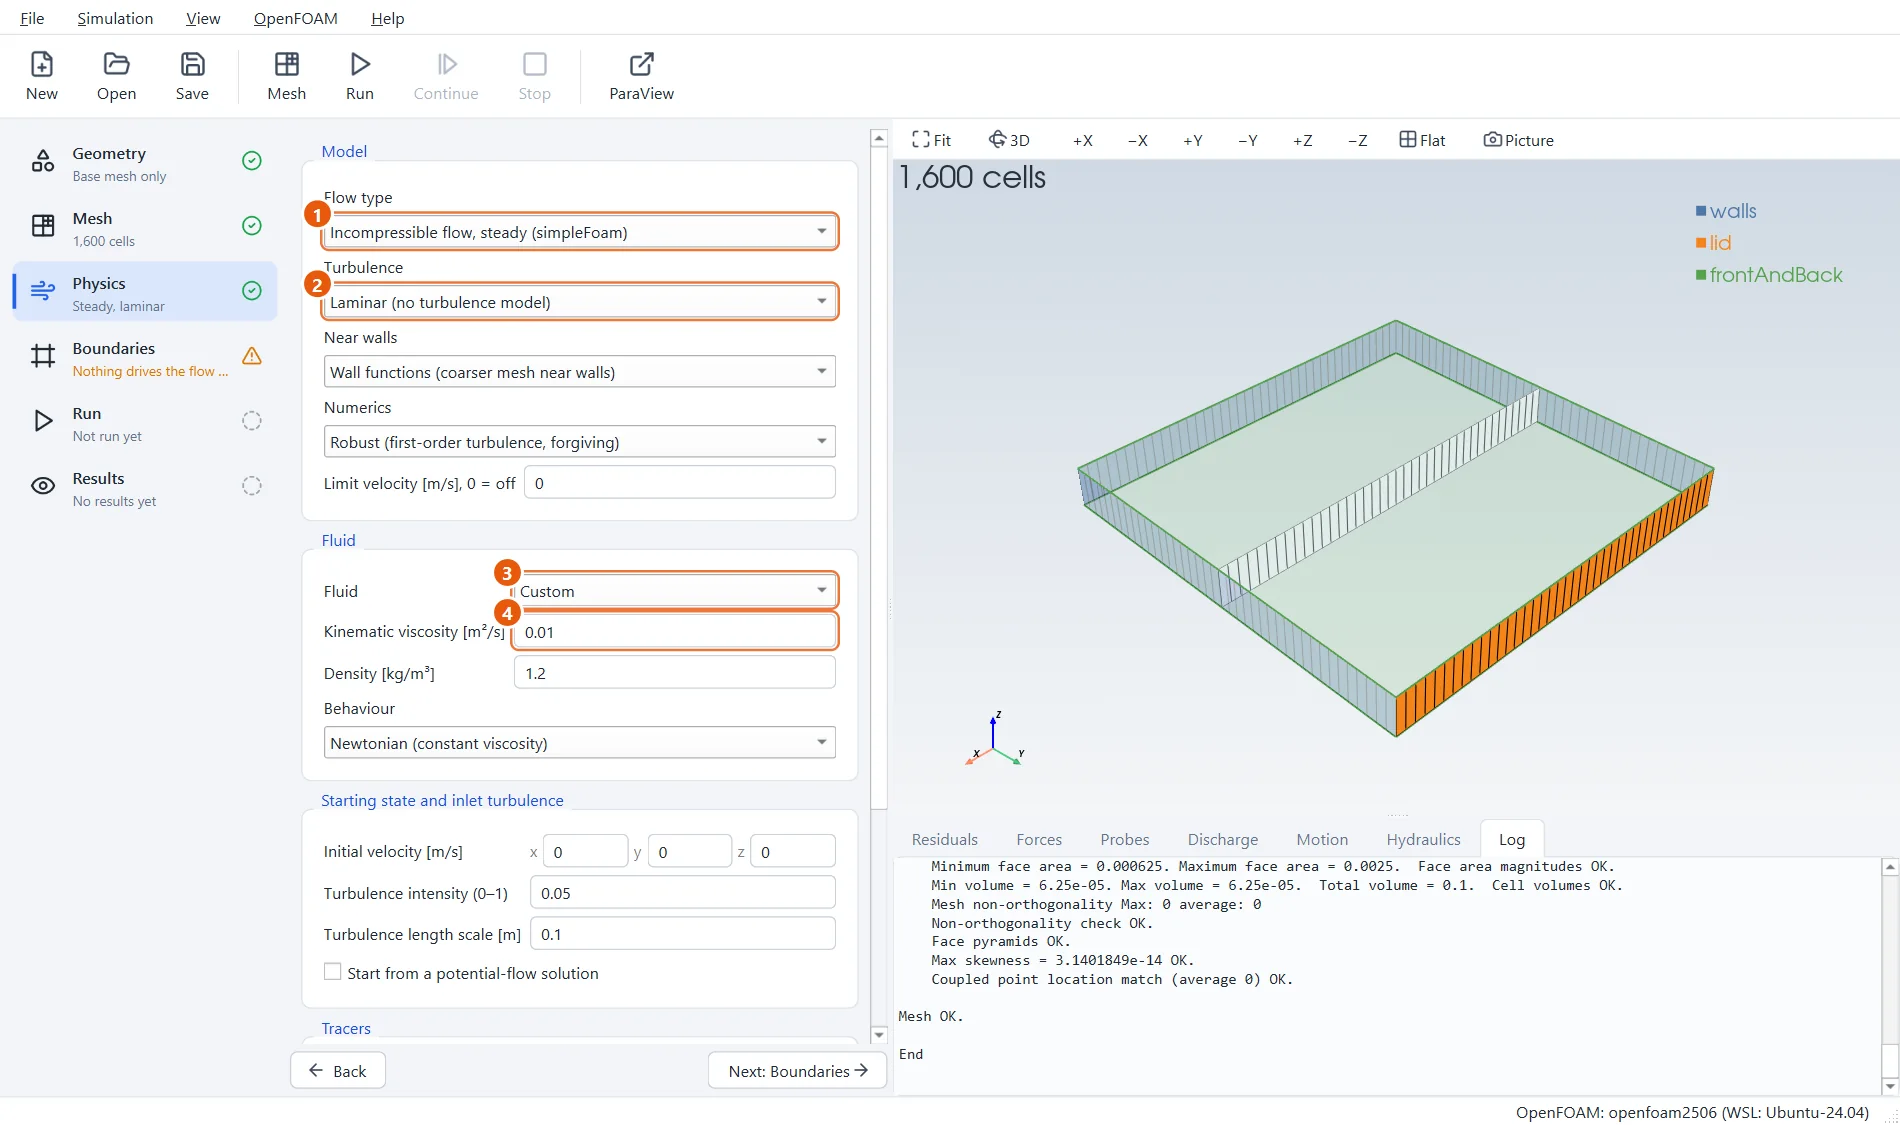 File Simulation View OpenFOAM Help
New Open Save Mesh Run Continue Stop ParaView
Geometry
Base mesh only
Mesh
1,600 cells
Physics
Steady, laminar
Boundaries
Nothing drives the flow ...
Run
Not run yet
Results
No results yet
Model
Flow type
1
Incompressible flow, steady (simpleFoam)
Turbulence
2
Laminar (no turbulence model)
Near walls
Wall functions (coarser mesh near walls)
Numerics
Robust (first-order turbulence, forgiving)
Limit velocity [m/s], 0 = off 0
Fluid
3
Fluid Custom
4
Kinematic viscosity [m²/s] 0.01
Density [kg/m³] 1.2
Behaviour
Newtonian (constant viscosity)
Starting state and inlet turbulence
Initial velocity [m/s] x 0 y 0 z 0
Turbulence intensity (0–1) 0.05
Turbulence length scale [m] 0.1
Start from a potential-flow solution
Tracers
Back Next: Boundaries
Fit 3D +X −X +Y −Y +Z −Z Flat Picture
1,600 cells
walls
lid
frontAndBack
Z
X Y
Residuals Forces Probes Discharge Motion Hydraulics Log
Minimum face area = 0.000625. Maximum face area = 0.0025.  Face area magnitudes OK.
Min volume = 6.25e-05. Max volume = 6.25e-05.  Total volume = 0.1.  Cell volumes OK.
Mesh non-orthogonality Max: 0 average: 0
Non-orthogonality check OK.
Face pyramids OK.
Max skewness = 3.1401849e-14 OK.
Coupled point location match (average 0) OK.
Mesh OK.
End
OpenFOAM: openfoam2506 (WSL: Ubuntu-24.04)